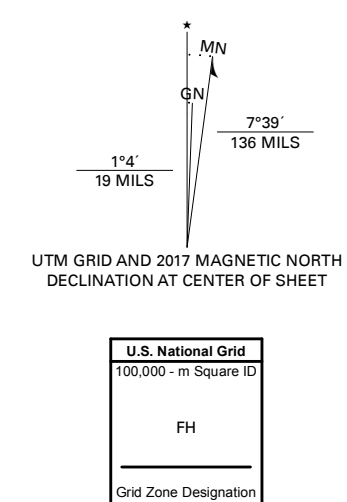 ★
MN
GN
7°39´
136 MILS
1°4´
19 MILS
UTM GRID AND 2017 MAGNETIC NORTH
DECLINATION AT CENTER OF SHEET
U.S. National Grid
100,000 - m Square ID
FH
Grid Zone Designation